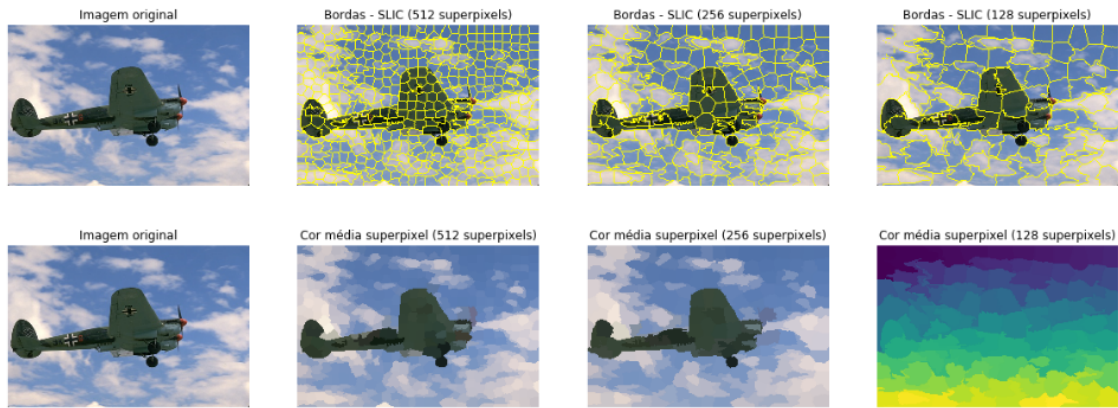 Imagem original
Bordas - SLIC (512 superpixels)
Bordas - SLIC (256 superpixels)
Bordas - SLIC (128 superpixels)
Imagem original
Cor média superpixel (512 superpixels)
Cor média superpixel (256 superpixels)
Cor média superpixel (128 superpixels)